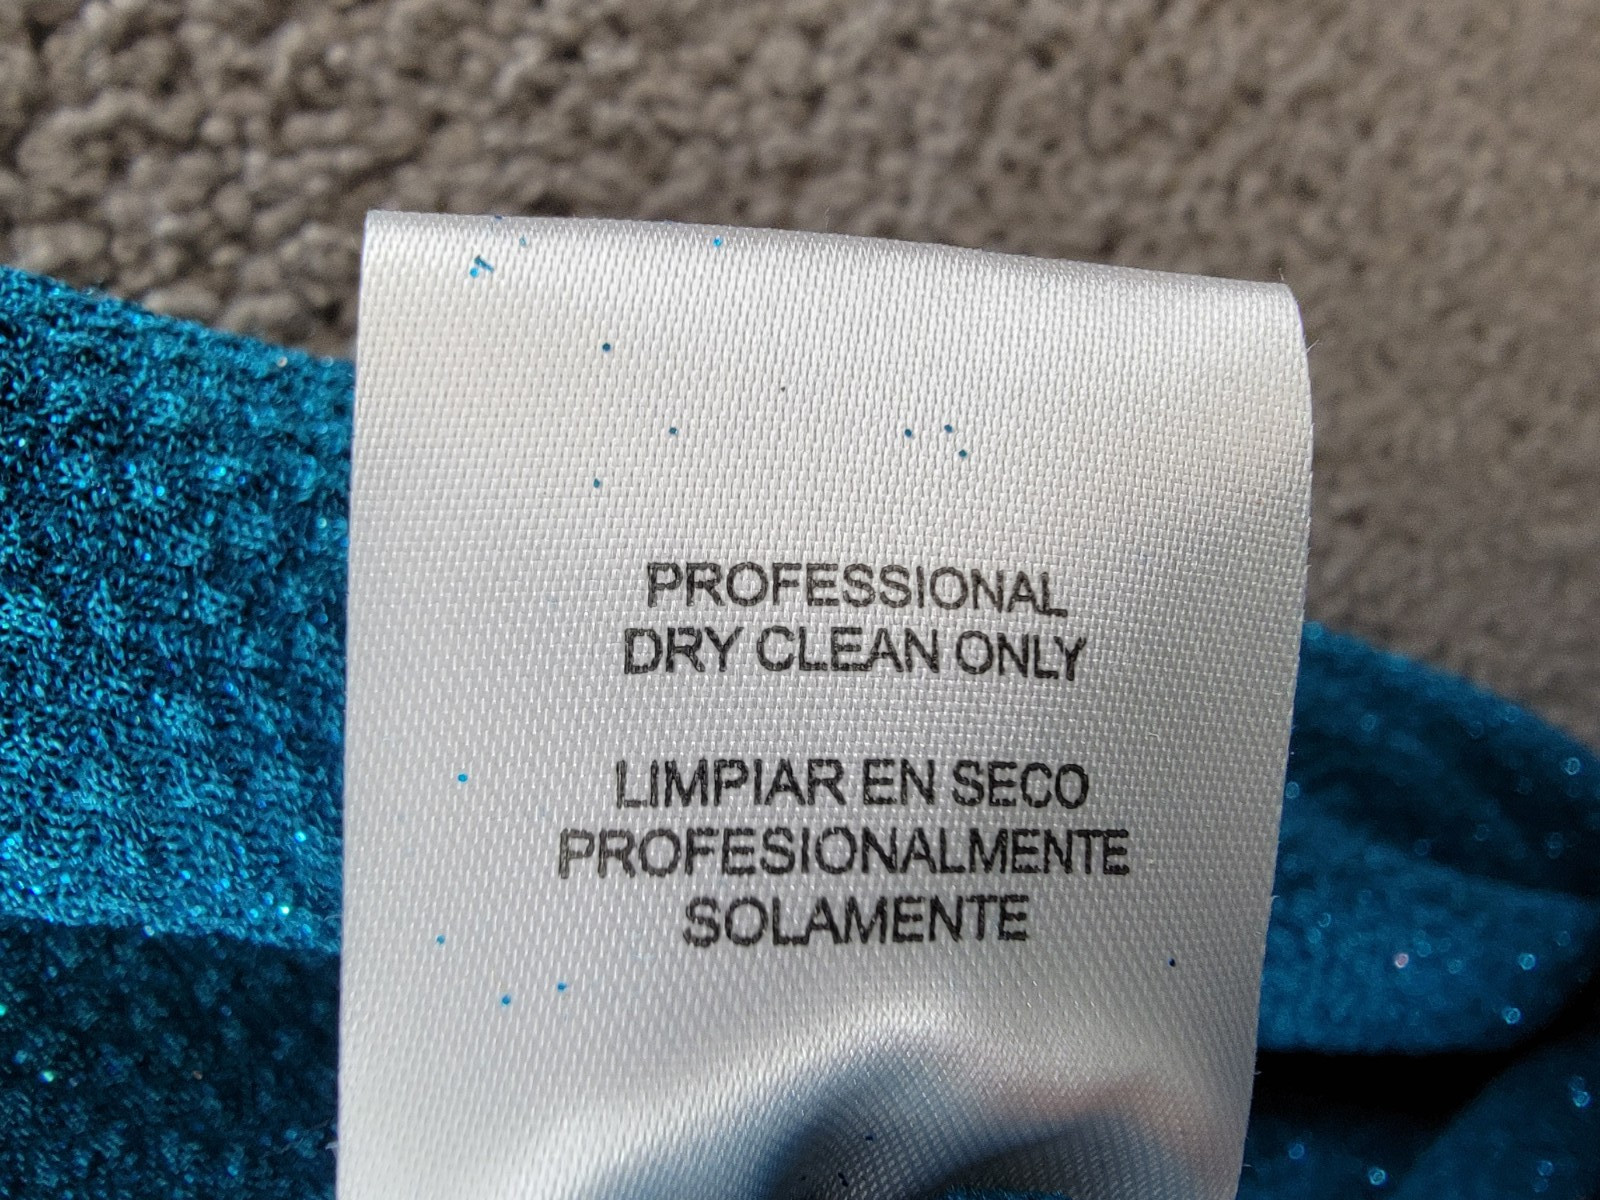 PROFESSIONAL
DRY CLEAN ONLY
LIMPIAR EN SECO
PROFESIONALMENTE
SOLAMENTE